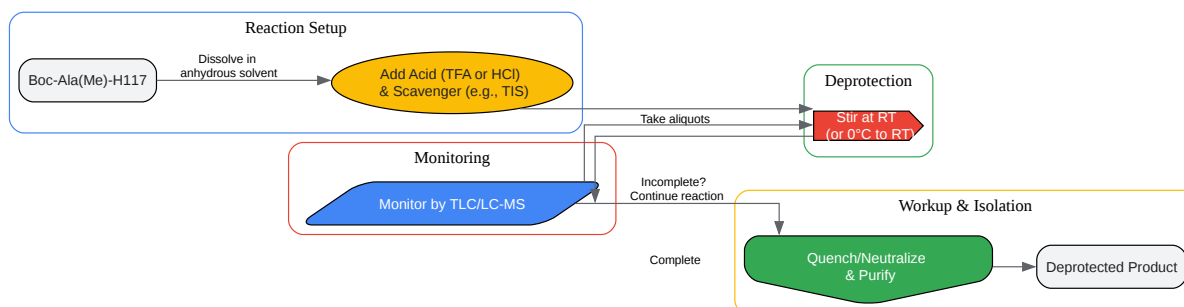 Reaction Setup
Boc-Ala(Me)-H117
Dissolve in
anhydrous solvent
Add Acid (TFA or HCl)
& Scavenger (e.g., TIS)
Deprotection
Stir at RT
(or 0°C to RT)
Take aliquots
Monitoring
Monitor by TLC/LC-MS
Incomplete?
Continue reaction
Workup & Isolation
Complete
Quench/Neutralize
& Purify
Deprotected Product